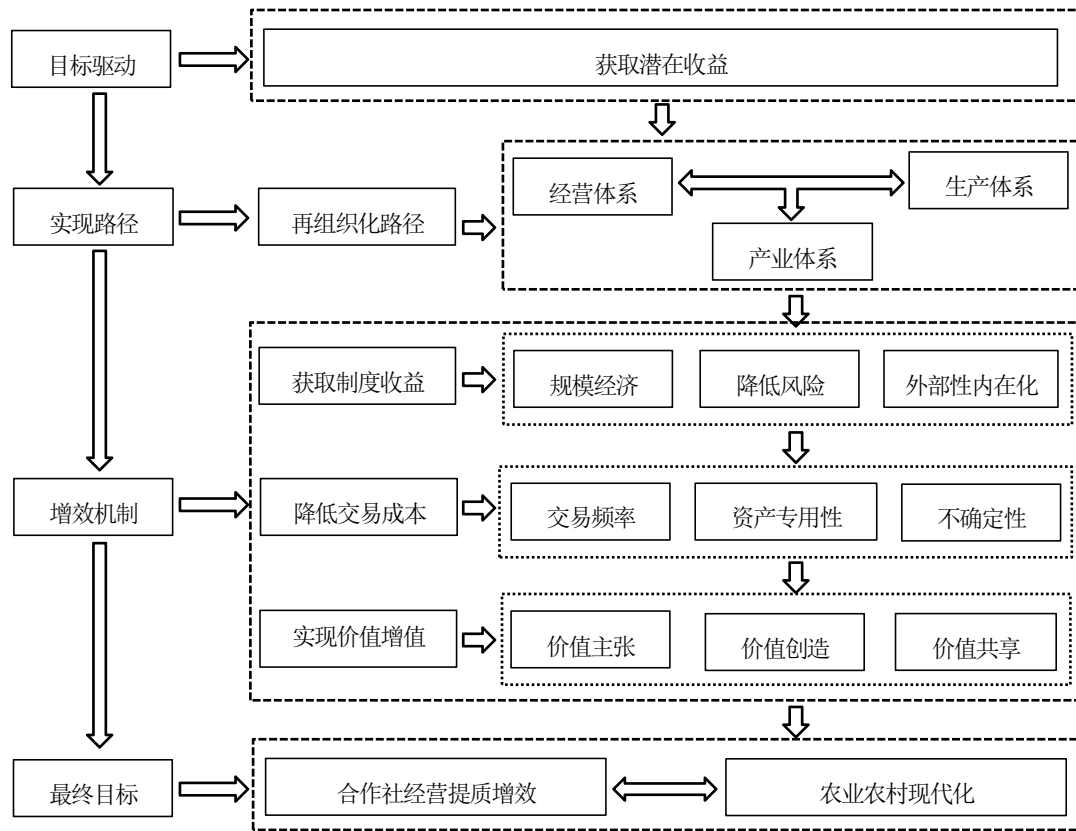 目标驱动
获取潜在收益
实现路径
再组织化路径
经营体系
生产体系
产业体系
获取制度收益
规模经济
降低风险
外部性内在化
增效机制
降低交易成本
交易频率
资产专用性
不确定性
实现价值增值
价值主张
价值创造
价值共享
最终目标
合作社经营提质增效
农业农村现代化